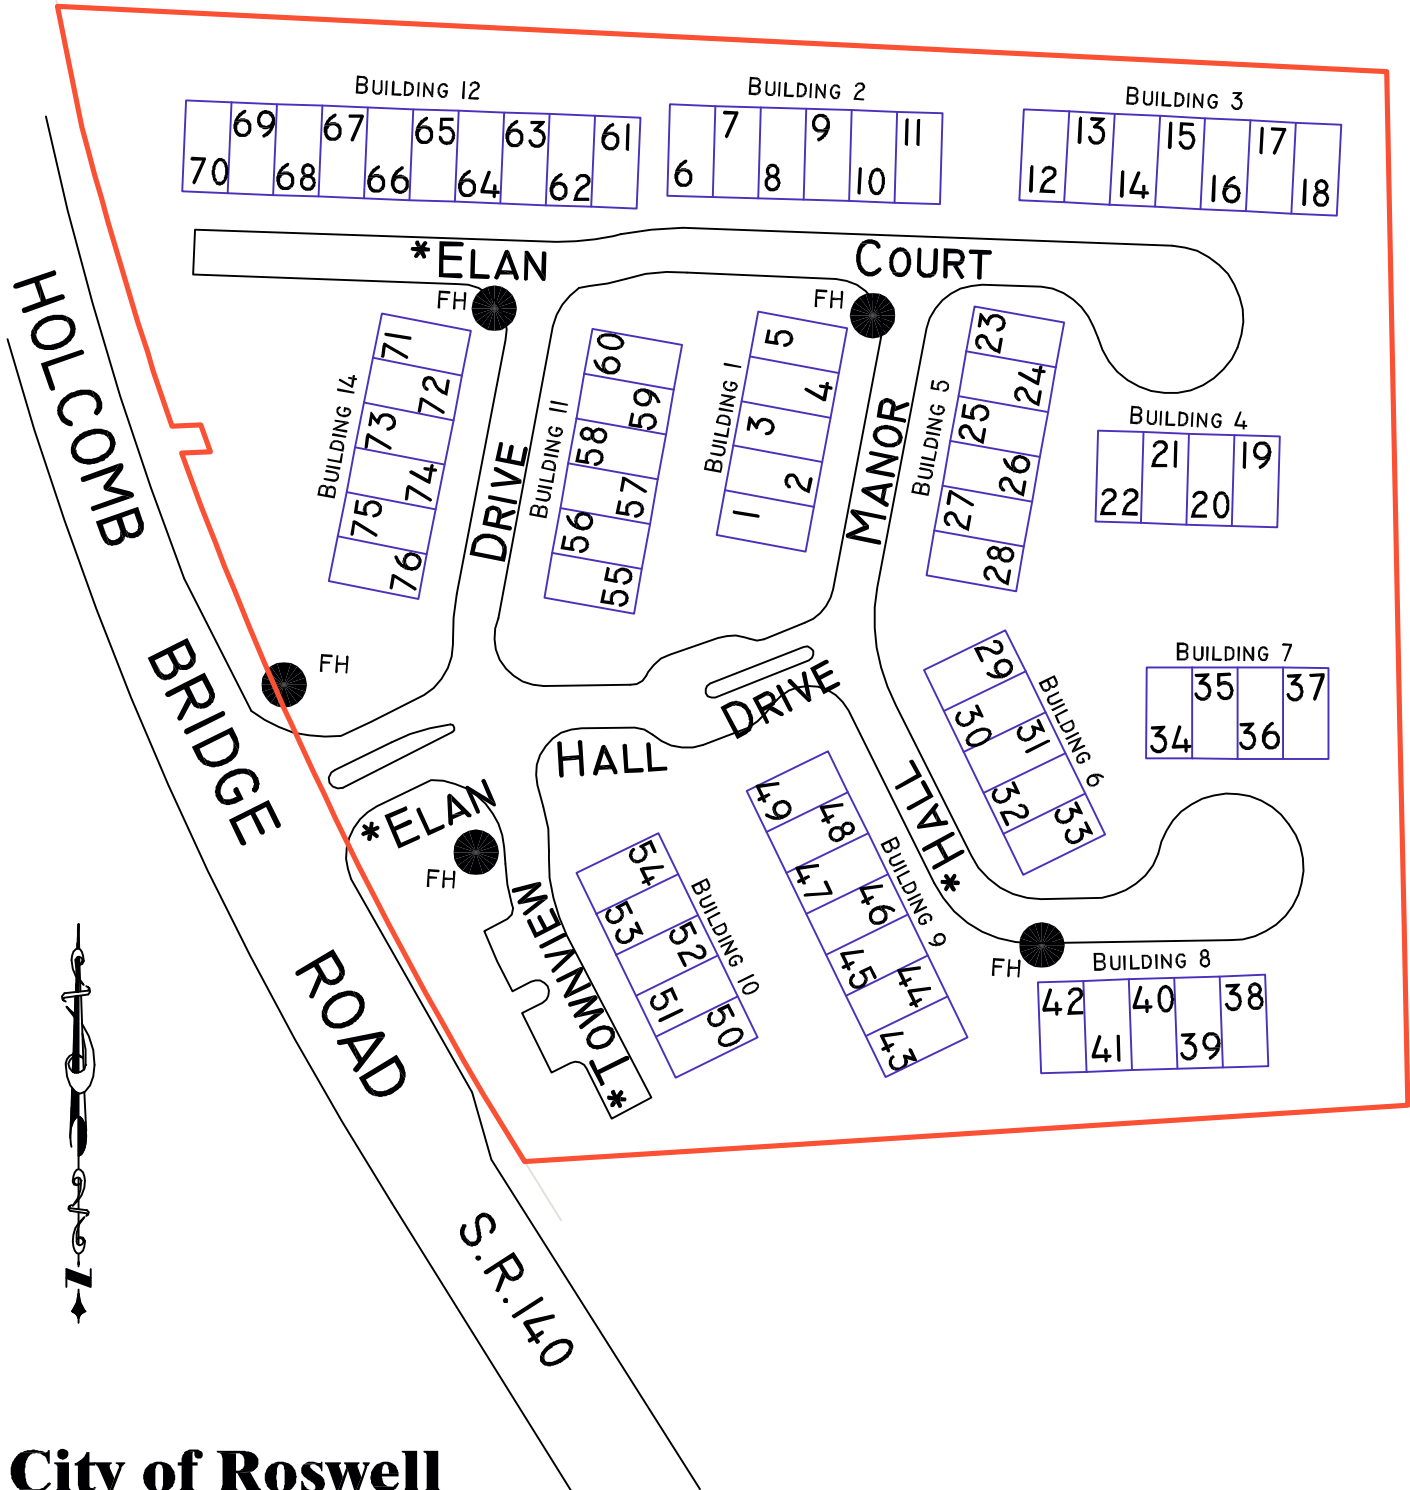 BUILDING 12
BUILDING 2
BUILDING 3
69 67 65 63 61
70 68 66 64 62
7 9 11
6 8 10
13 15 17
12 14 16 18
*ELAN COURT
FH
FH
BUILDING 14
71
72
73
74
75
76
DRIVE
BUILDING 11
60
59
58
57
56
55
BUILDING 1
5
4
3
2
1
MANOR
BUILDING 5
23
24
25
26
27
28
BUILDING 4
21 19
22 20
HOLCOMB
BRIDGE
ROAD
S.R.140
FH
BUILDING 7
35 37
34 36
BUILDING 6
29
30
31
32
33
HALL
DRIVE
*HALL
*ELAN
FH
*TOWNVIEW
BUILDING 10
54
53
52
51
50
BUILDING 9
49
48
47
46
45
44
43
FH
BUILDING 8
42 40 38
41 39
N
City of Roswell